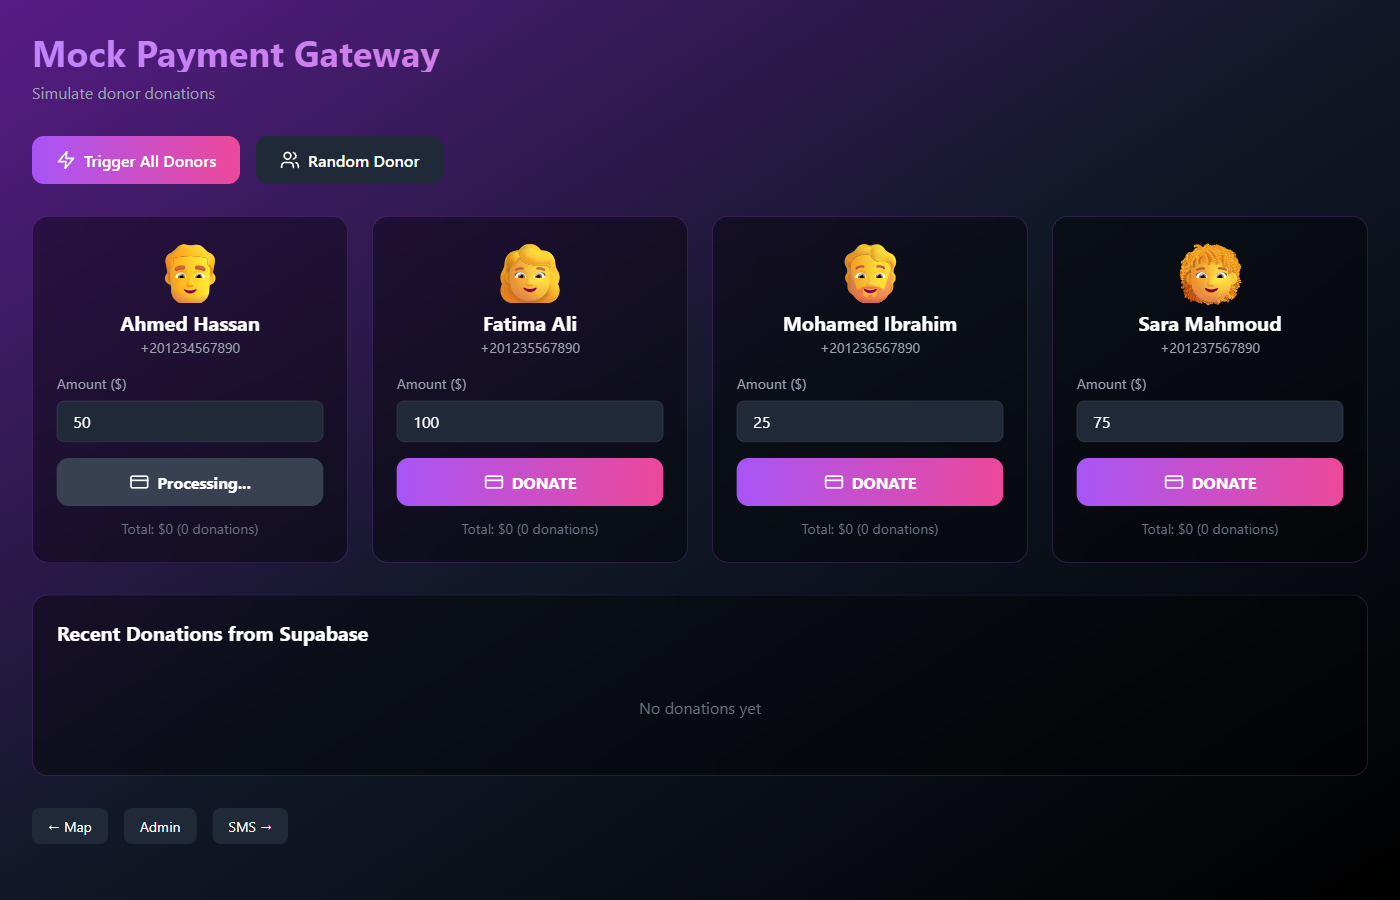 Mock Payment Gateway
Simulate donor donations
Trigger All Donors
Random Donor
Ahmed Hassan
+201234567890
Amount ($)
50
Processing...
Total: $0 (0 donations)
Fatima Ali
+201235567890
Amount ($)
100
DONATE
Total: $0 (0 donations)
Mohamed Ibrahim
+201236567890
Amount ($)
25
DONATE
Total: $0 (0 donations)
Sara Mahmoud
+201237567890
Amount ($)
75
DONATE
Total: $0 (0 donations)
Recent Donations from Supabase
No donations yet
← Map
Admin
SMS →